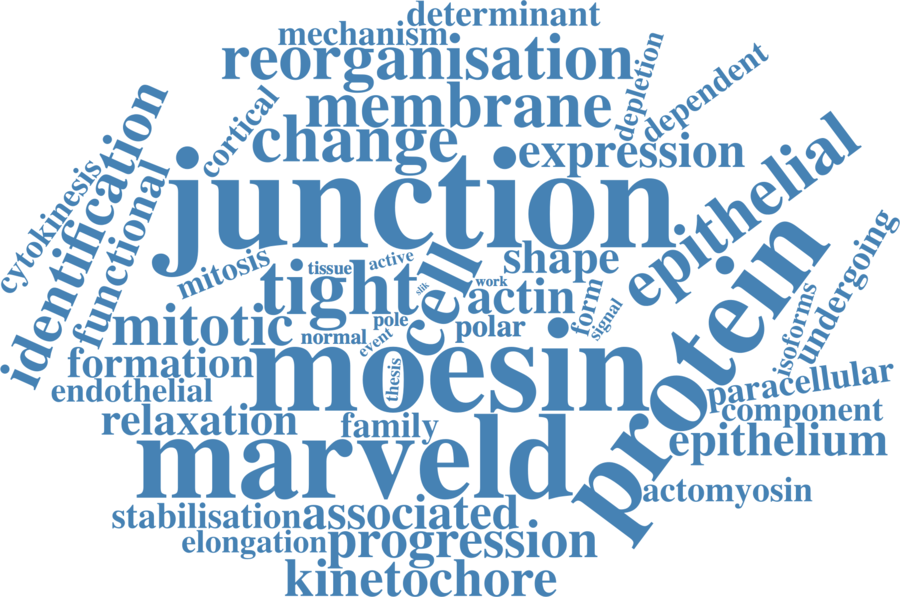 determinant
mechanism
reorganisation
depletion
dependent
membrane
cortical
change
expression
identification
cytokinesis
functional
junction
epithelial
mitosis
tissue
active
cell
shape
protein
undergoing
tight
slik
work
actin
form
signal
isoforms
mitotic
normal
pole
event
polar
formation
moesin
thesis
endothelial
paracellular
component
relaxation
family
epithelium
marveld
actomyosin
stabilisation
associated
elongation
progression
kinetochore